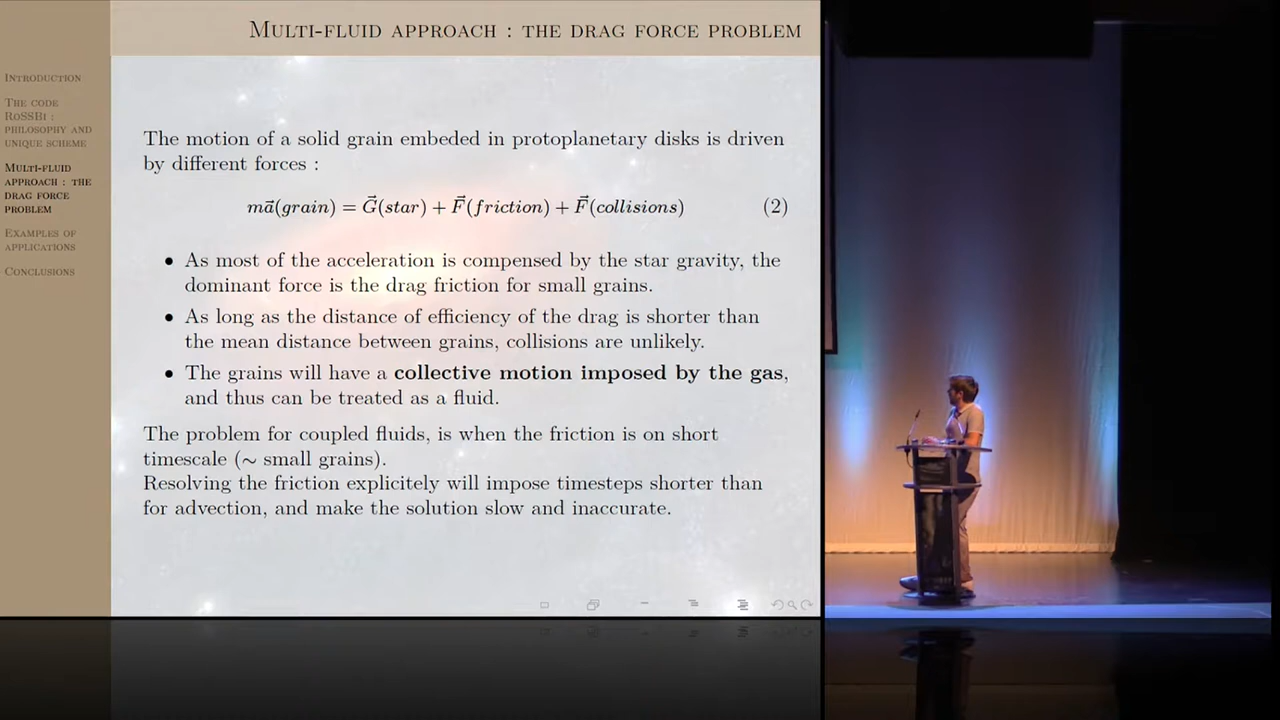 MULTI-FLUID APPROACH : THE DRAG FORCE PROBLEM
INTRODUCTION
THE CODE
ROSSBI :
PHILOSOPHY AND
UNIQUE SCHEME
MULTI-FLUID
APPROACH : THE
DRAG FORCE
PROBLEM
EXAMPLES OF
APPLICATIONS
CONCLUSIONS
The motion of a solid grain embeded in protoplanetary disks is driven
by different forces :
m\vec{a}(grain) = \vec{G}(star) + \vec{F}(friction) + \vec{F}(collisions) (2)
• As most of the acceleration is compensed by the star gravity, the
dominant force is the drag friction for small grains.
• As long as the distance of efficiency of the drag is shorter than
the mean distance between grains, collisions are unlikely.
• The grains will have a collective motion imposed by the gas,
and thus can be treated as a fluid.
The problem for coupled fluids, is when the friction is on short
timescale (∼ small grains).
Resolving the friction explicitely will impose timesteps shorter than
for advection, and make the solution slow and inaccurate.